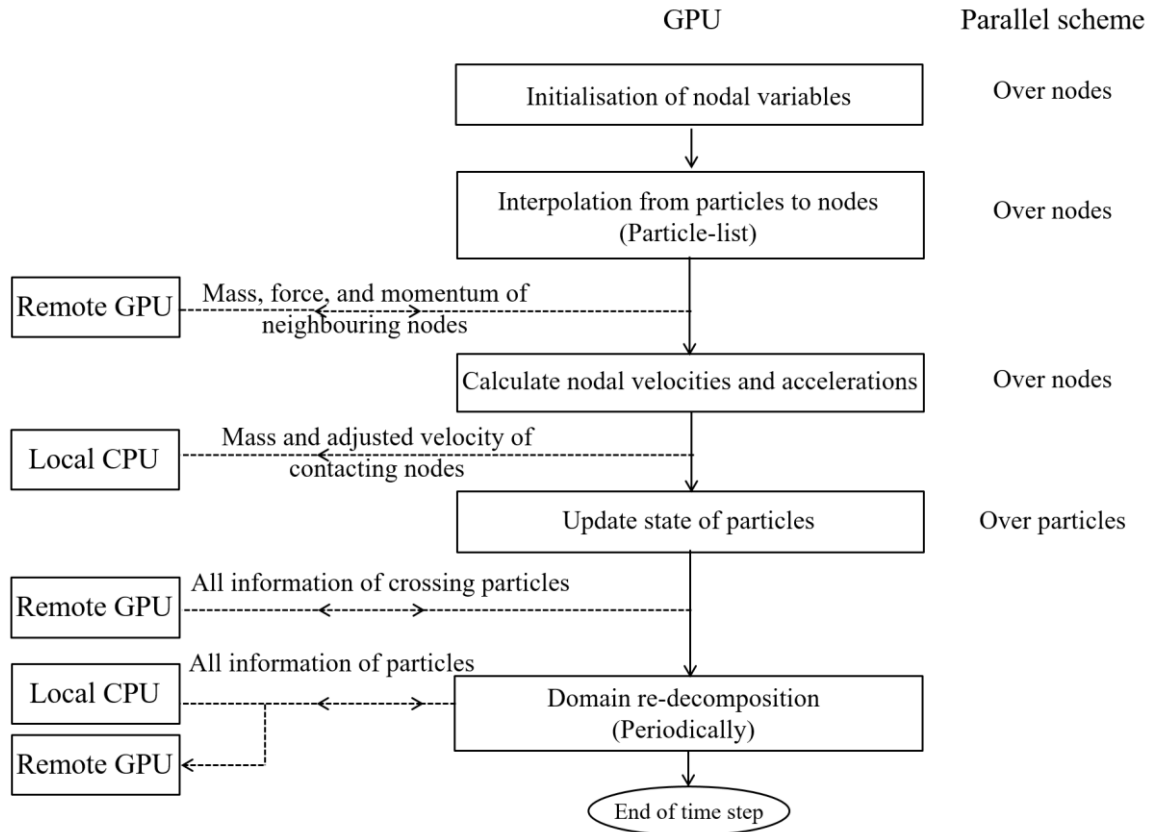 GPU
Parallel scheme
Initialisation of nodal variables
Over nodes
Interpolation from particles to nodes
(Particle-list)
Over nodes
Remote GPU
Mass, force, and momentum of
neighbouring nodes
Calculate nodal velocities and accelerations
Over nodes
Local CPU
Mass and adjusted velocity of
contacting nodes
Update state of particles
Over particles
Remote GPU
All information of crossing particles
Local CPU
All information of particles
Domain re-decomposition
(Periodically)
Remote GPU
End of time step